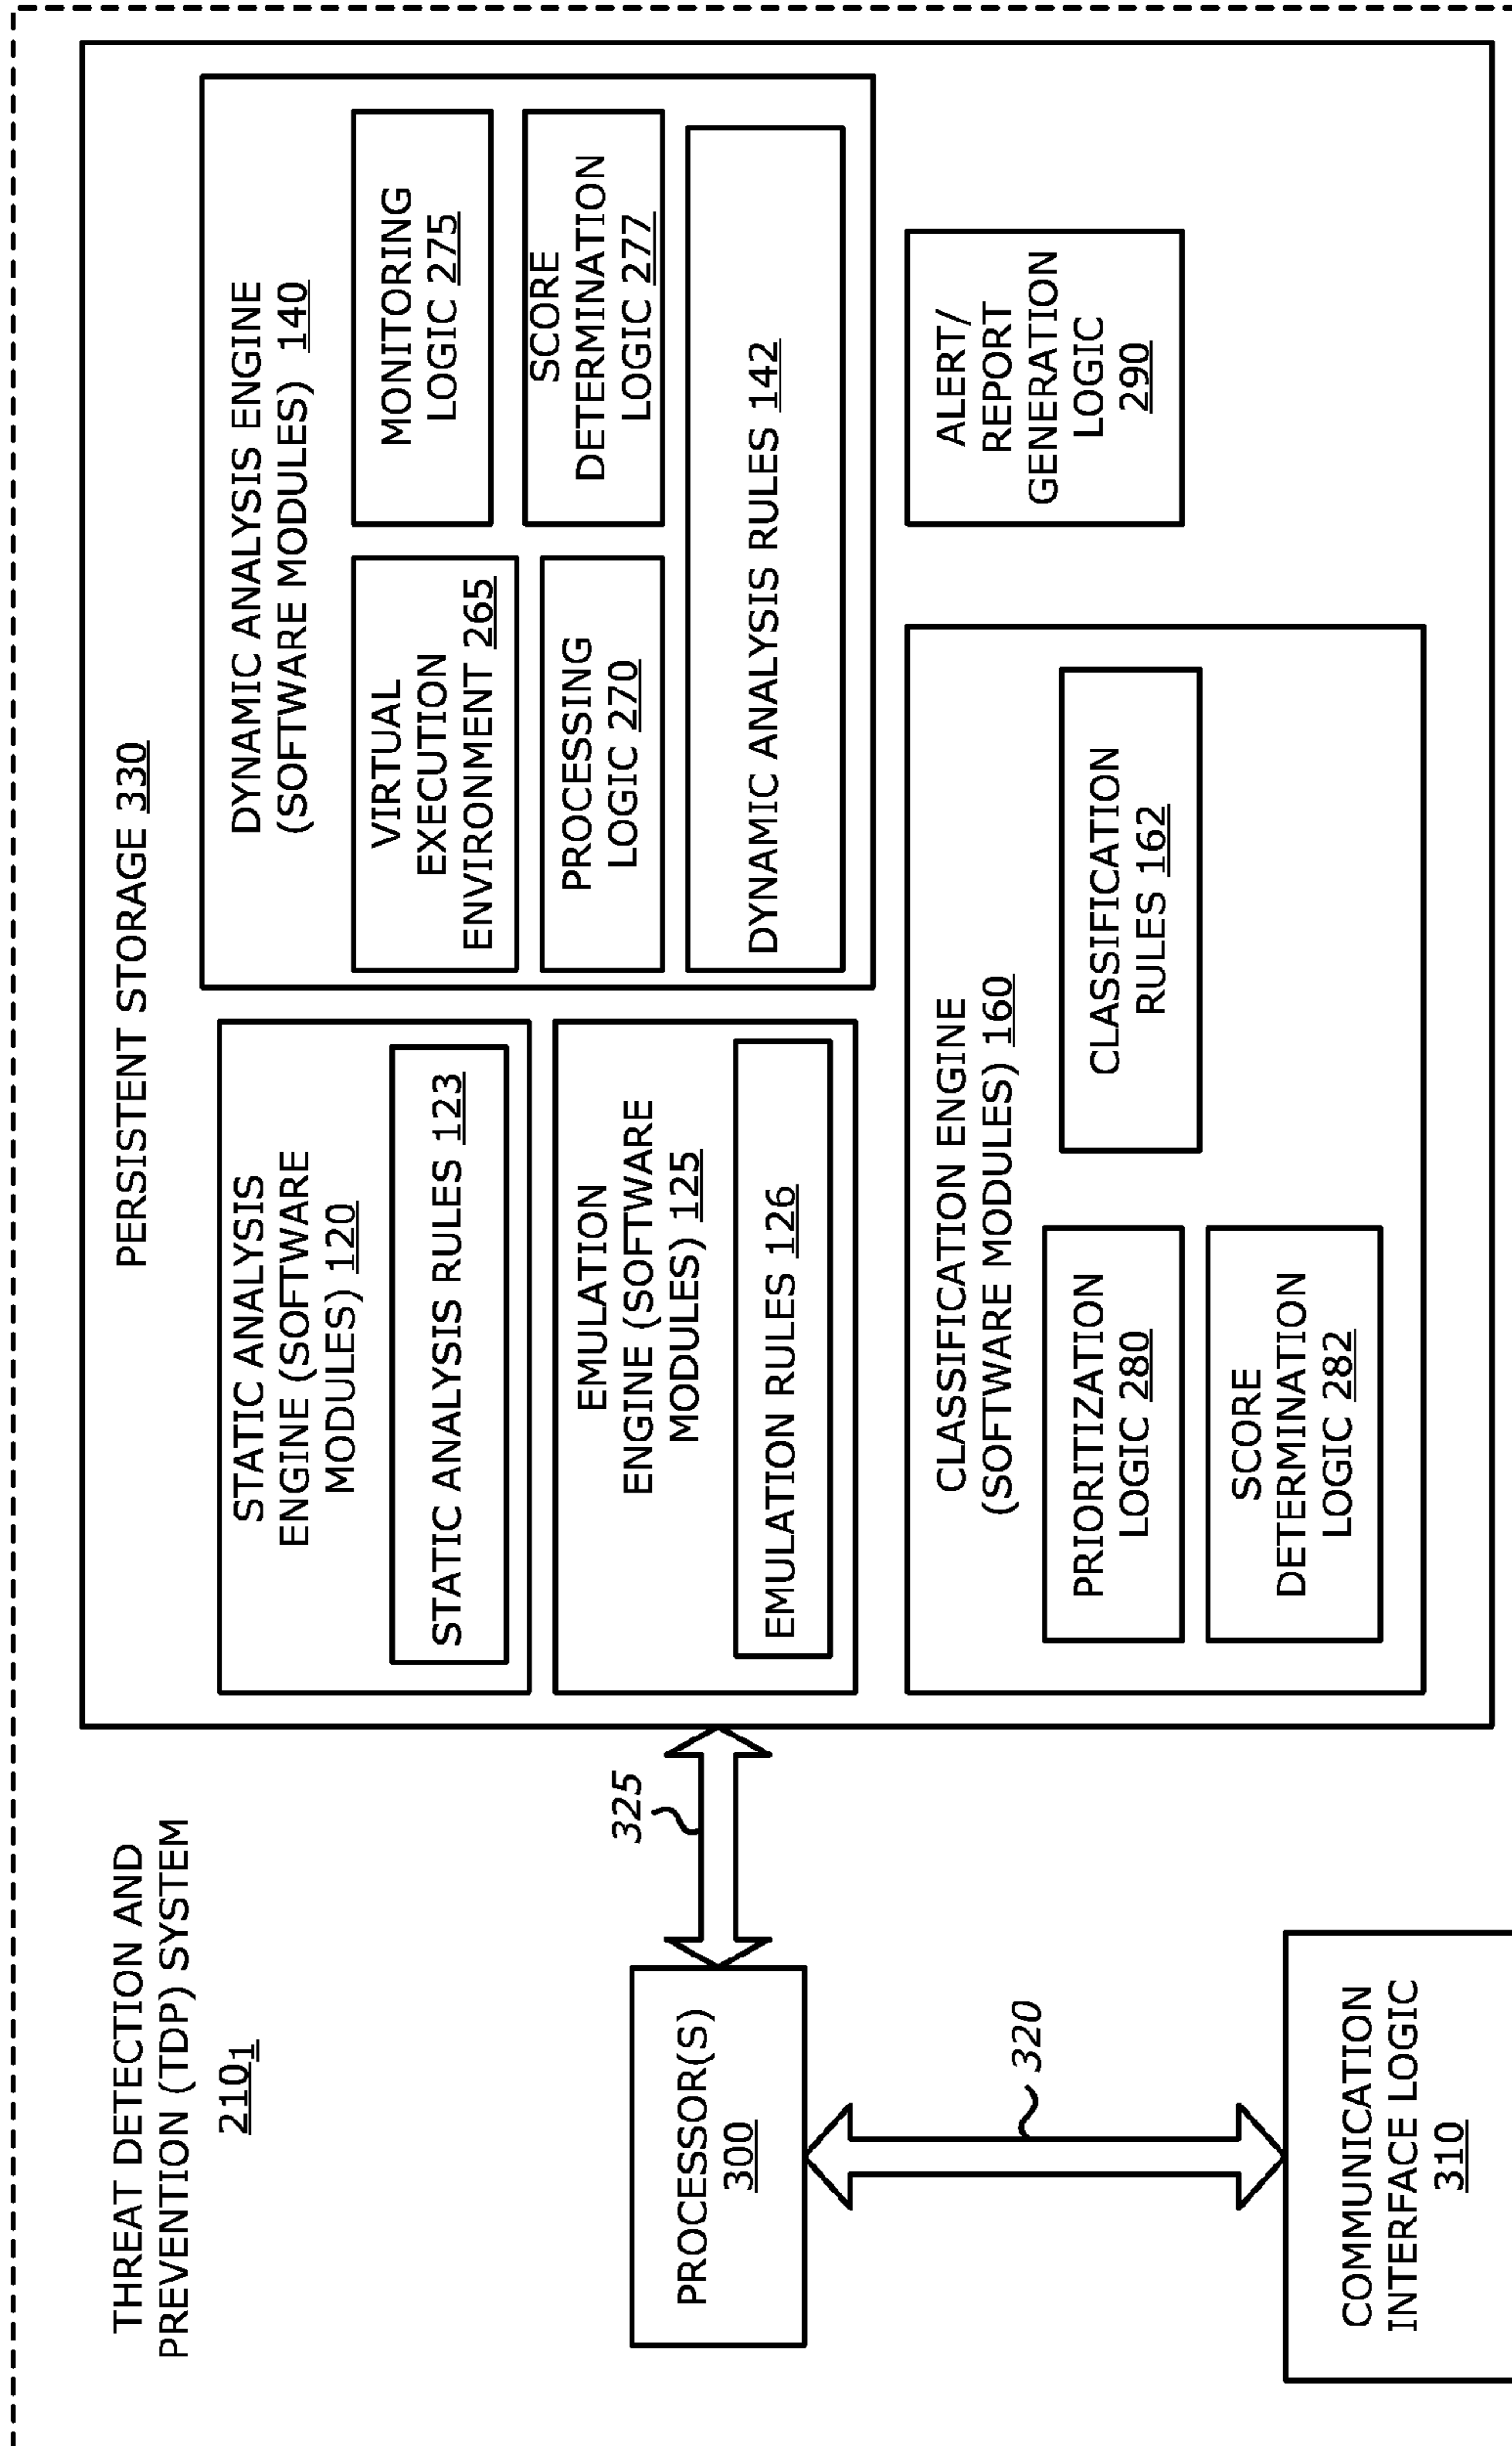 THREAT DETECTION AND
PREVENTION (TDP) SYSTEM
210₁
PROCESSOR(S)
300
320
COMMUNICATION
INTERFACE LOGIC
310
325
PERSISTENT STORAGE 330
STATIC ANALYSIS
ENGINE (SOFTWARE
MODULES) 120
STATIC ANALYSIS RULES 123
EMULATION
ENGINE (SOFTWARE
MODULES) 125
EMULATION RULES 126
DYNAMIC ANALYSIS ENGINE
(SOFTWARE MODULES) 140
VIRTUAL
EXECUTION
ENVIRONMENT 265
MONITORING
LOGIC 275
PROCESSING
LOGIC 270
SCORE
DETERMINATION
LOGIC 277
DYNAMIC ANALYSIS RULES 142
CLASSIFICATION ENGINE
(SOFTWARE MODULES) 160
PRIORITIZATION
LOGIC 280
CLASSIFICATION
RULES 162
SCORE
DETERMINATION
LOGIC 282
ALERT/
REPORT
GENERATION
LOGIC
290